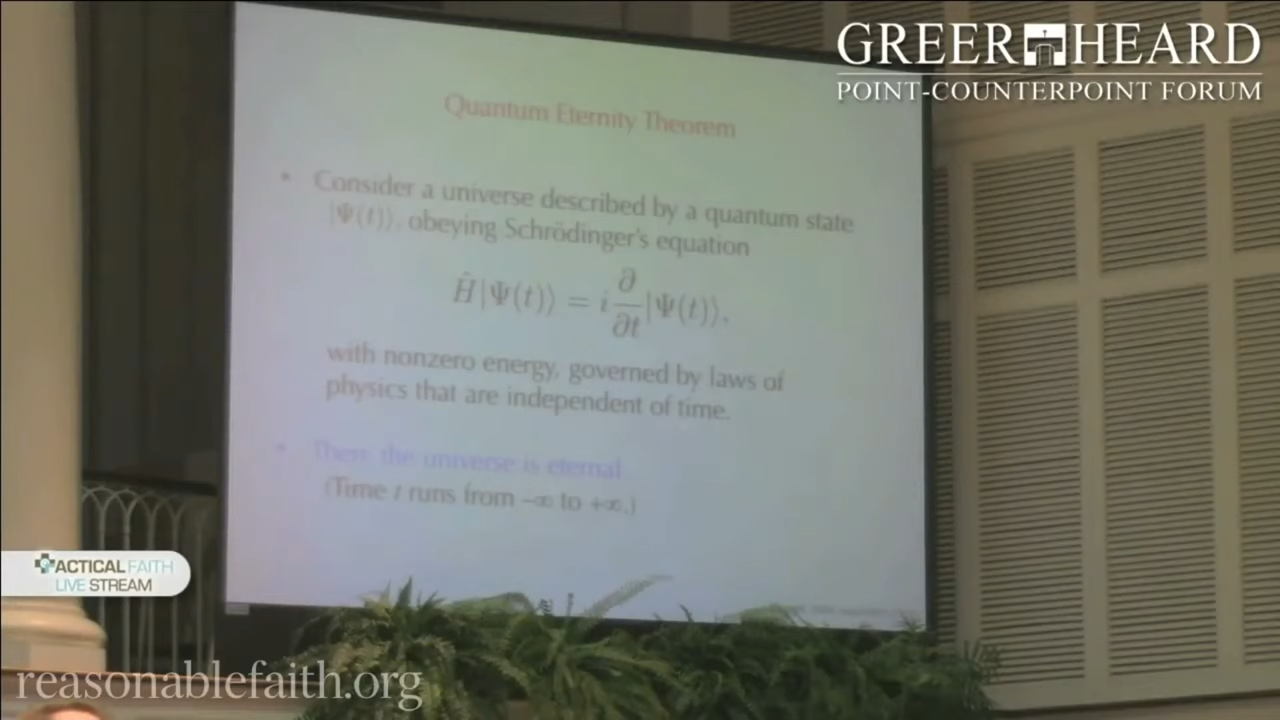 GREER HEARD
POINT-COUNTERPOINT FORUM
Quantum Eternity Theorem
• Consider a universe described by a quantum state
|Ψ(t)⟩, obeying Schrödinger's equation
Ĥ|Ψ(t)⟩ = i ∂/∂t |Ψ(t)⟩,
with nonzero energy, governed by laws of
physics that are independent of time.
• Then: the universe is eternal
(Time t runs from –∞ to +∞.)
TACTICAL FAITH
LIVE STREAM
reasonablefaith.org